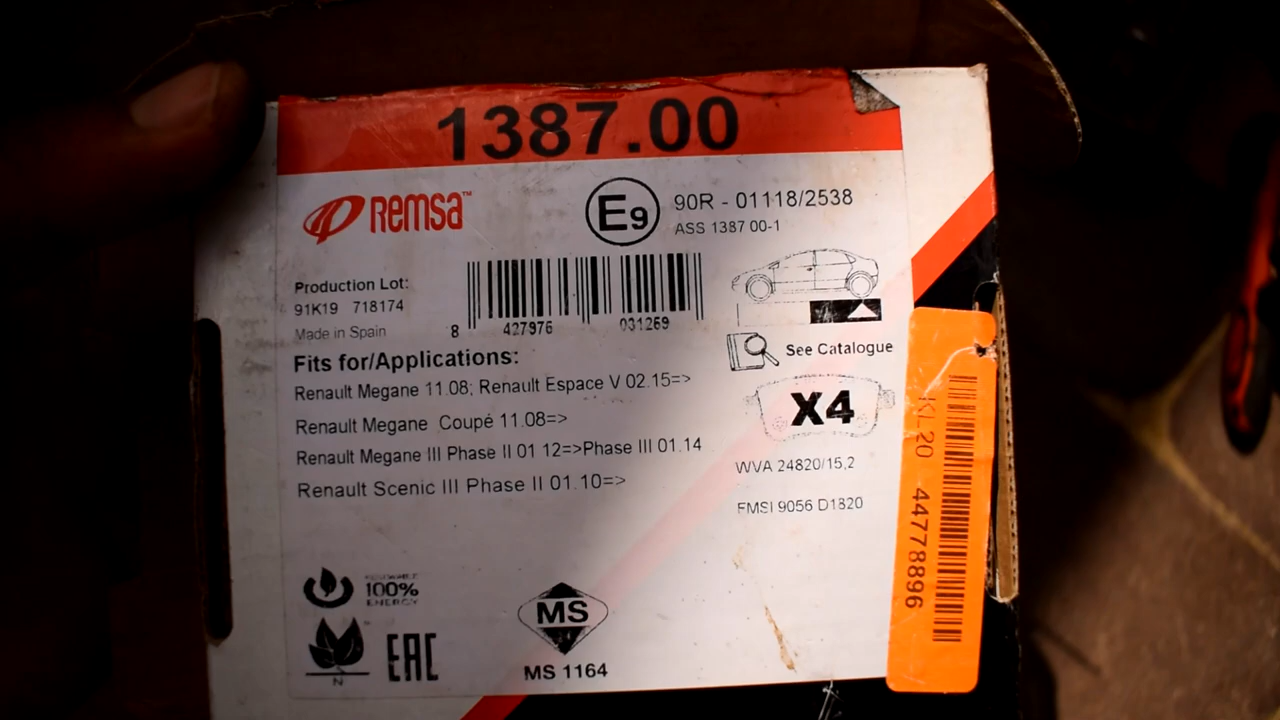 1387.00
REMSA™
E9
90R - 01118/2538
ASS 1387 00-1
Production Lot:
91K19 718174
Made in Spain
8 427976 031269
See Catalogue
Fits for/Applications:
Renault Megane 11.08; Renault Espace V 02.15=>
Renault Megane Coupé 11.08=>
Renault Megane III Phase II 01 12=>Phase III 01.14
Renault Scenic III Phase II 01.10=>
X4
WVA 24820/15,2
FMSI 9056 D1820
KL20 44778896
100%
ENERGY
N
EAC
MS
MS 1164